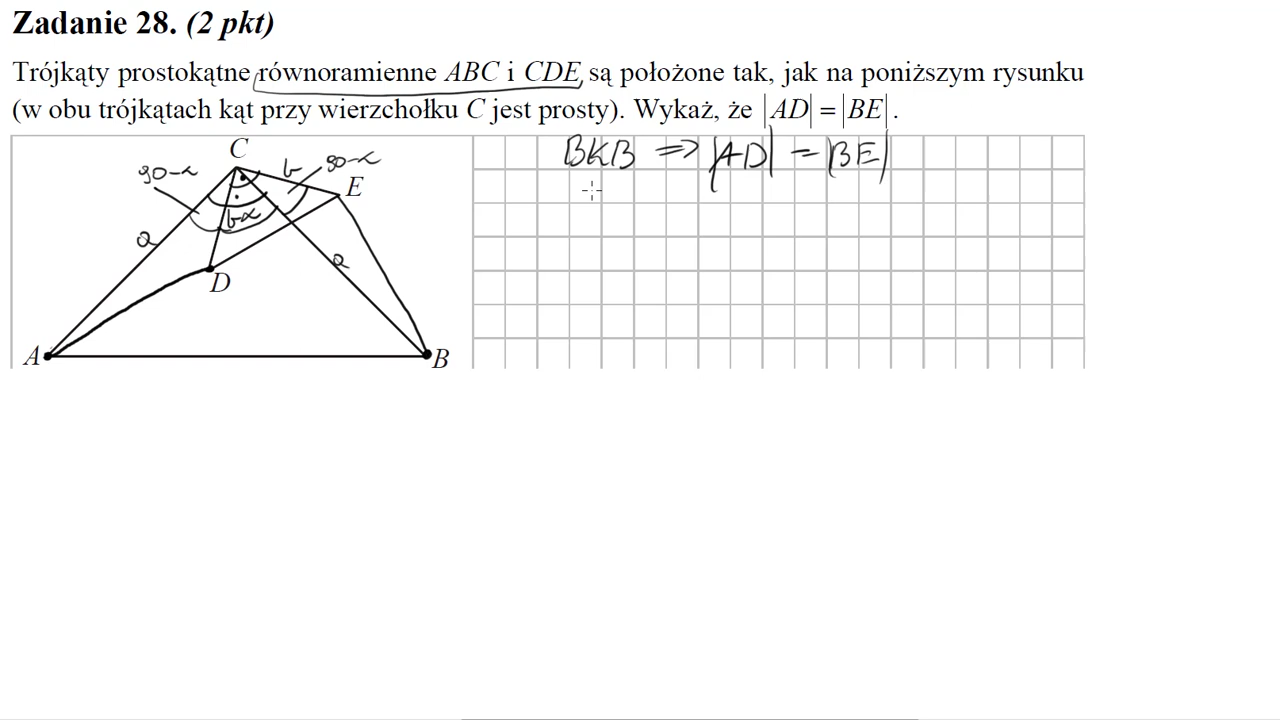 Zadanie 28. (2 pkt)
Trójkąty prostokątne równoramienne ABC i CDE są położone tak, jak na poniższym rysunku
(w obu trójkątach kąt przy wierzchołku C jest prosty). Wykaż, że |AD| = |BE|.
BKB => |AD| = |BE|
C
90-α
b
90-α
E
b α
a
a
D
A
B